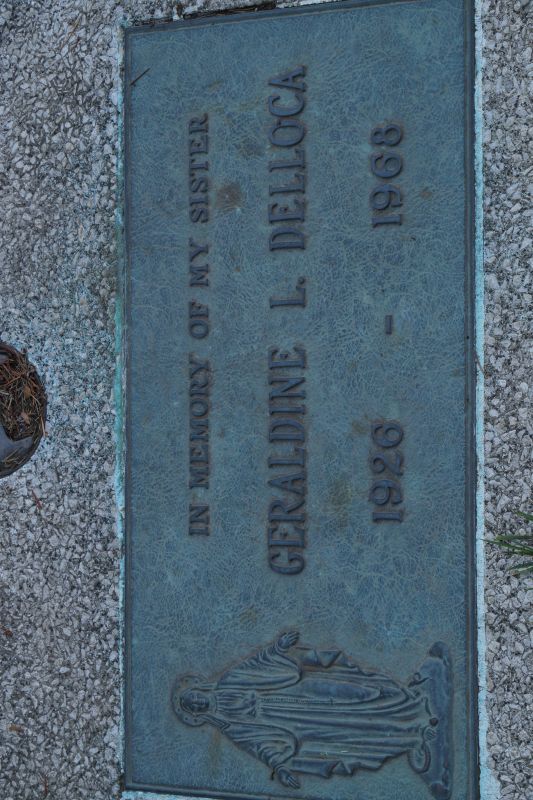 IN MEMORY OF MY SISTER
GERALDINE L. DELLOCA
1926 - 1968